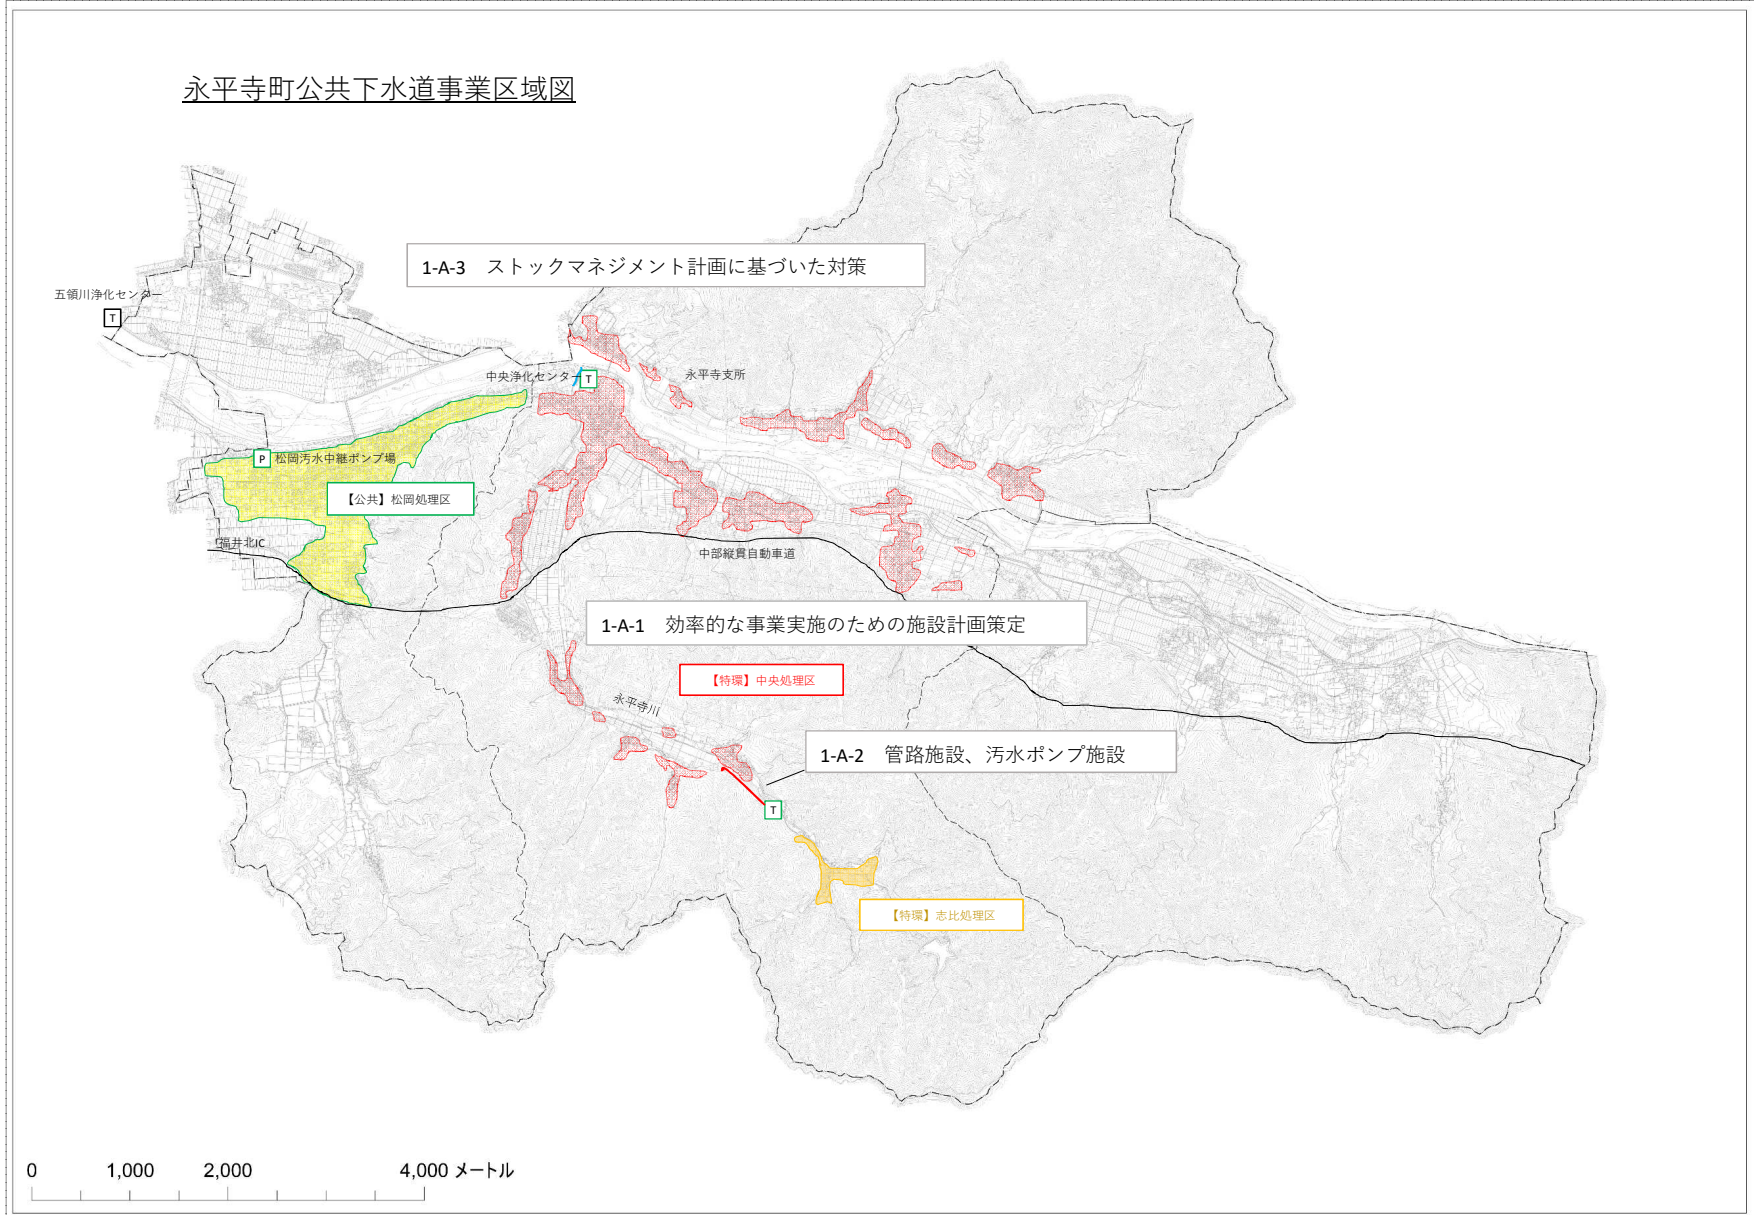 永平寺町公共下水道事業区域図
1-A-3 ストックマネジメント計画に基づいた対策
五領川浄化センター
T
中央浄化センター
T
永平寺支所
P
松岡汚水中継ポンプ場
【公共】松岡処理区
福井北IC
中部縦貫自動車道
1-A-1 効率的な事業実施のための施設計画策定
【特環】中央処理区
永平寺川
1-A-2 管路施設、汚水ポンプ施設
T
【特環】志比処理区
0 1,000 2,000 4,000 メートル